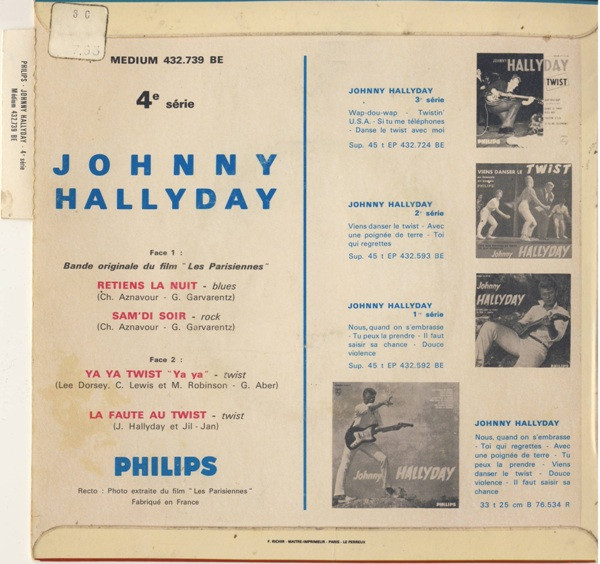 3 C
PHILIPS - JOHNNY HALLYDAY - 4e série
Médium 432.739 BE
MEDIUM 432.739 BE
4e série
JOHNNY
HALLYDAY
Face 1 :
Bande originale du film "Les Parisiennes"
RETIENS LA NUIT - blues
(Ch. Aznavour - G. Garvarentz)
SAM'DI SOIR - rock
(Ch. Aznavour - G. Garvarentz)
Face 2 :
YA YA TWIST "Ya ya" - twist
(Lee Dorsey, C. Lewis et M. Robinson - G. Aber)
LA FAUTE AU TWIST - twist
(J. Hallyday et Jil-Jan)
PHILIPS
Recto : Photo extraite du film "Les Parisiennes"
Fabriqué en France
JOHNNY HALLYDAY
3e série
Wap-dou-wap - Twistin'
U.S.A. - Si tu me téléphones
- Danse le twist avec moi
Sup. 45 t EP 432.724 BE
HALLYDAY
TWIST
JOHNNY HALLYDAY
2e série
Viens danser le twist - Avec
une poignée de terre - Toi
qui regrettes
Sup. 45 t EP 432.593 BE
VIENS DANSER LE TWIST
Johnny HALLYDAY
JOHNNY HALLYDAY
1re série
Nous, quand on s'embrasse
- Tu peux la prendre - Il faut
saisir sa chance - Douce
violence
Sup. 45 t EP 432.592 BE
Johnny
HALLYDAY
PHILIPS
Johnny HALLYDAY
PHILIPS
JOHNNY HALLYDAY
Nous, quand on s'embrasse
- Toi qui regrettes - Avec
une poignée de terre - Tu
peux la prendre - Viens
danser le twist - Douce
violence - Il faut saisir sa
chance
33 t 25 cm B 76.534 R
F. RICHIR - MAITRE-IMPRIMEUR - PARIS - LE PERREUX